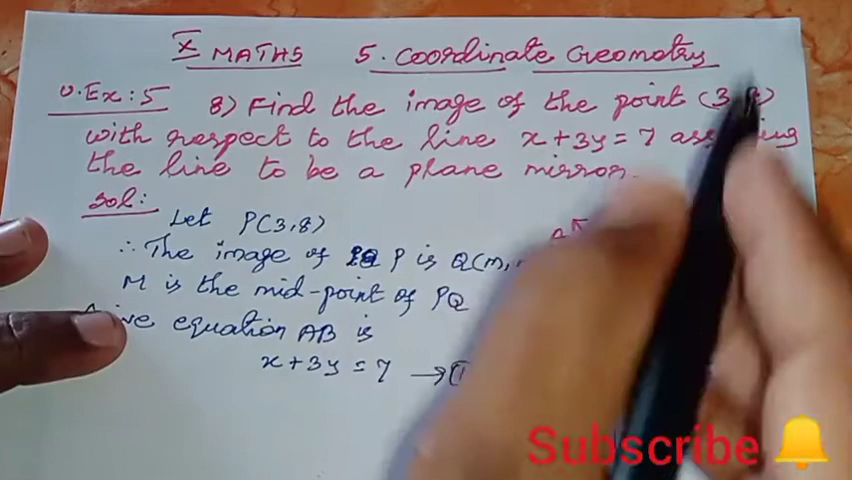 X MATHS 5. Coordinate Geometry
U.Ex: 5 8) Find the image of the point (3,8)
with respect to the line x + 3y = 7
the line to be a plane mirror.
Sol:
Let P(3,8)
∴ The image of P is Q(m,
M is the mid-point of PQ
equation AB is
x + 3y = 7 → (1
Subscribe